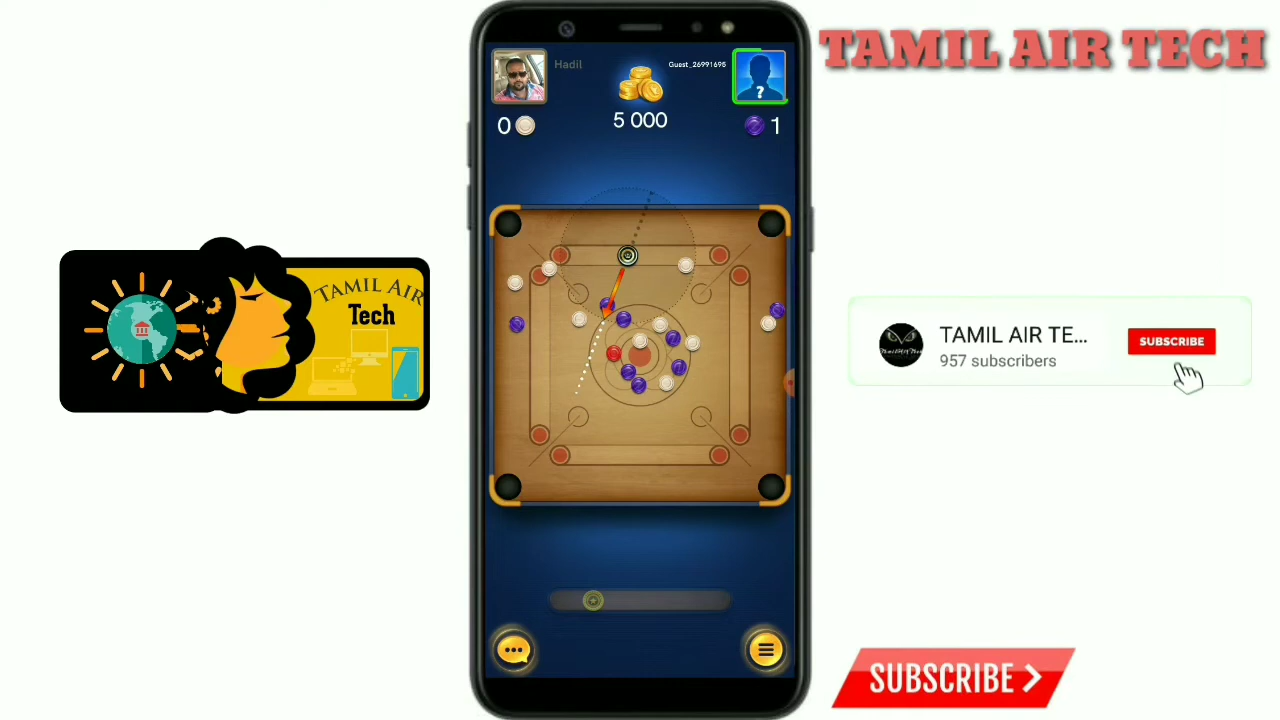 TAMIL AIR TECH
Hadil
Guest_26991695
?
0
5 000
1
TAMIL AIR
Tech
TAMIL AIR TE...
957 subscribers
SUBSCRIBE
SUBSCRIBE